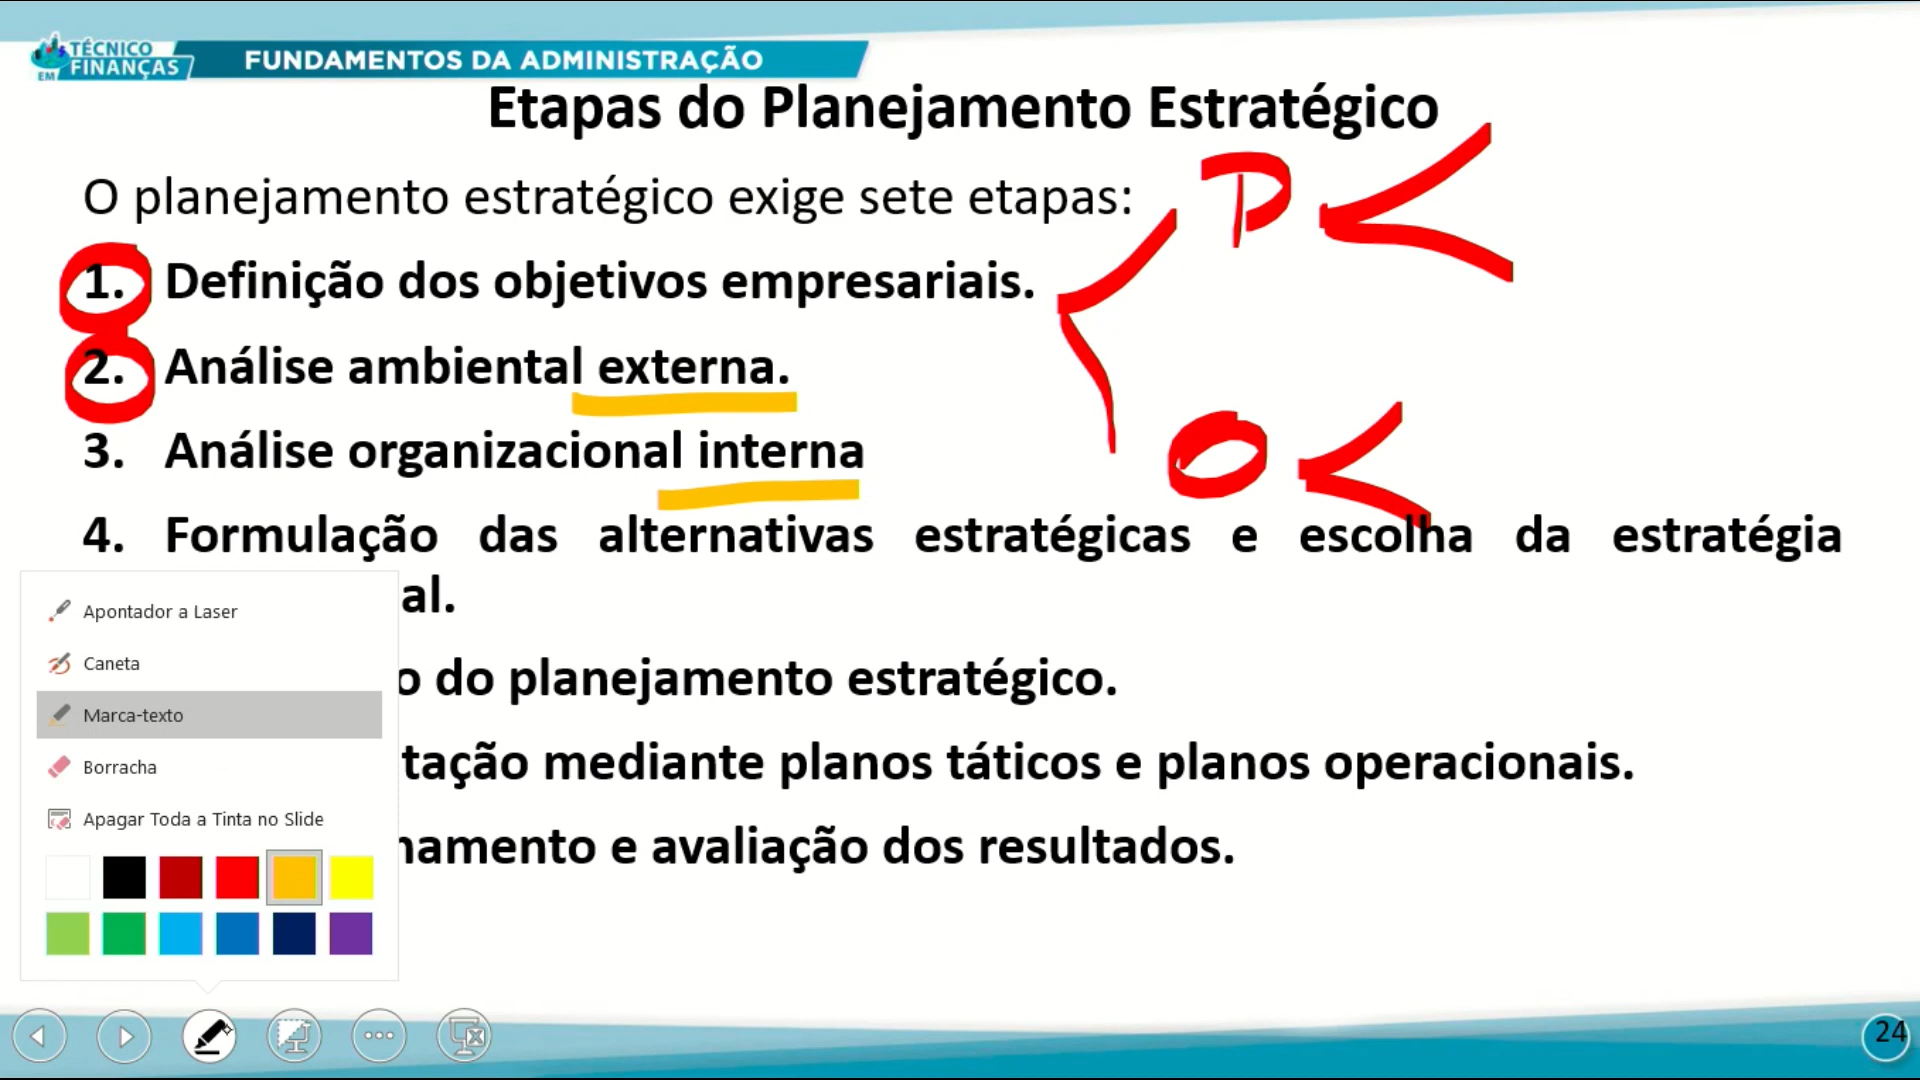 TÉCNICO
EM FINANÇAS
FUNDAMENTOS DA ADMINISTRAÇÃO
Etapas do Planejamento Estratégico
O planejamento estratégico exige sete etapas:
P
1. Definição dos objetivos empresariais.
2. Análise ambiental externa.
3. Análise organizacional interna
O
4. Formulação das alternativas estratégicas e escolha da estratégia
al.
o do planejamento estratégico.
tação mediante planos táticos e planos operacionais.
namento e avaliação dos resultados.
Apontador a Laser
Caneta
Marca-texto
Borracha
Apagar Toda a Tinta no Slide
24